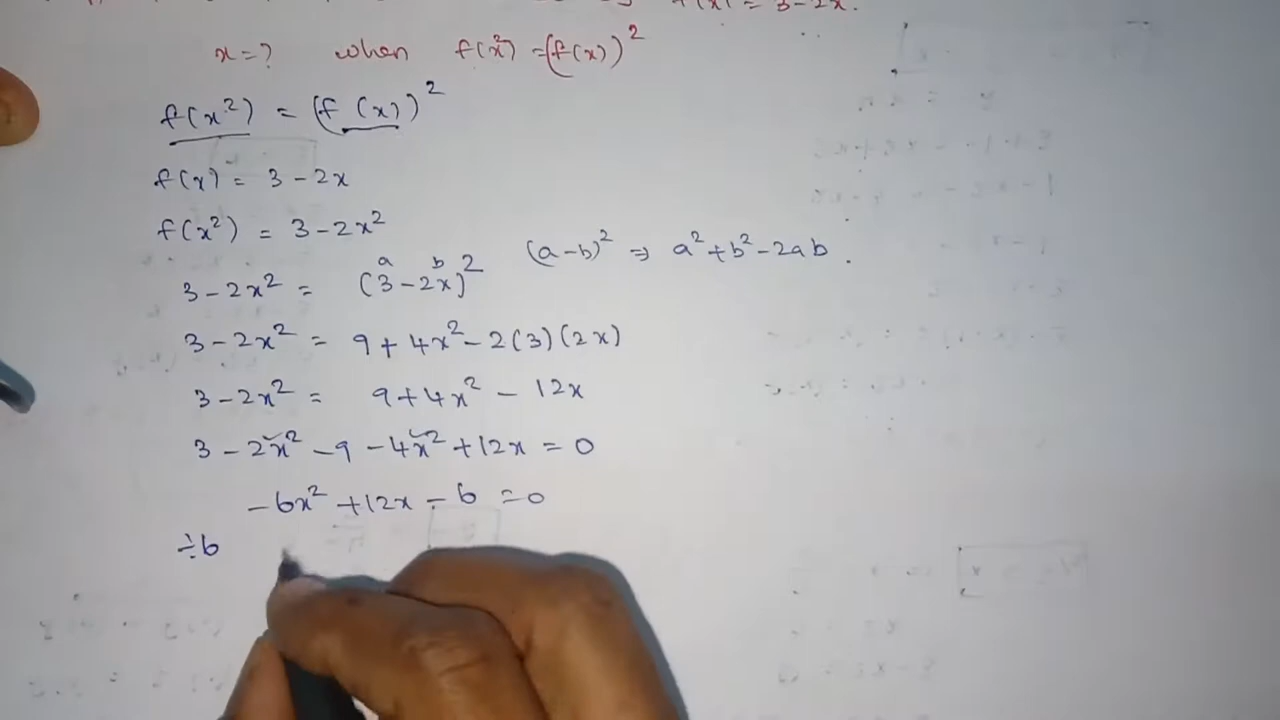 f(x) = 3-2x.
x=? when f(x²) = (f(x))²
f(x²) = (f(x))²
f(x) = 3-2x
f(x²) = 3-2x²
(a-b)² ⇒ a²+b²-2ab.
a b
3-2x² = (3-2x)²
3-2x² = 9+4x²-2(3)(2x)
3-2x² = 9+4x²-12x
3-2x²-9-4x²+12x=0
-6x²+12x-6=0
÷6